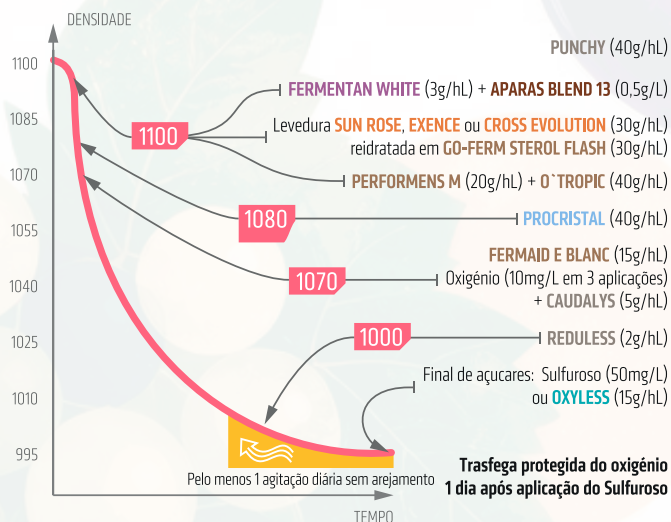 DENSIDADE
PUNCHY (40g/hL)
1100
FERMENTAN WHITE (3g/hL) + APARAS BLEND 13 (0,5g/L)
1085
Levedura SUN ROSE, EXENCE ou CROSS EVOLUTION (30g/hL)
1100
reidratada em GO-FERM STEROL FLASH (30g/hL)
1070
PERFORMENS M (20g/hL) + O`TROPIC (40g/hL)
1080
PROCRISTAL (40g/hL)
1055
FERMAID E BLANC (15g/hL)
1070
Oxigénio (10mg/L em 3 aplicações)
1040
+ CAUDALYS (5g/hL)
1000
REDULESS (2g/hL)
1025
Final de açucares: Sulfuroso (50mg/L)
ou OXYLESS (15g/hL)
1010
995
Pelo menos 1 agitação diária sem arejamento
Trasfega protegida do oxigénio
1 dia após aplicação do Sulfuroso
TEMPO